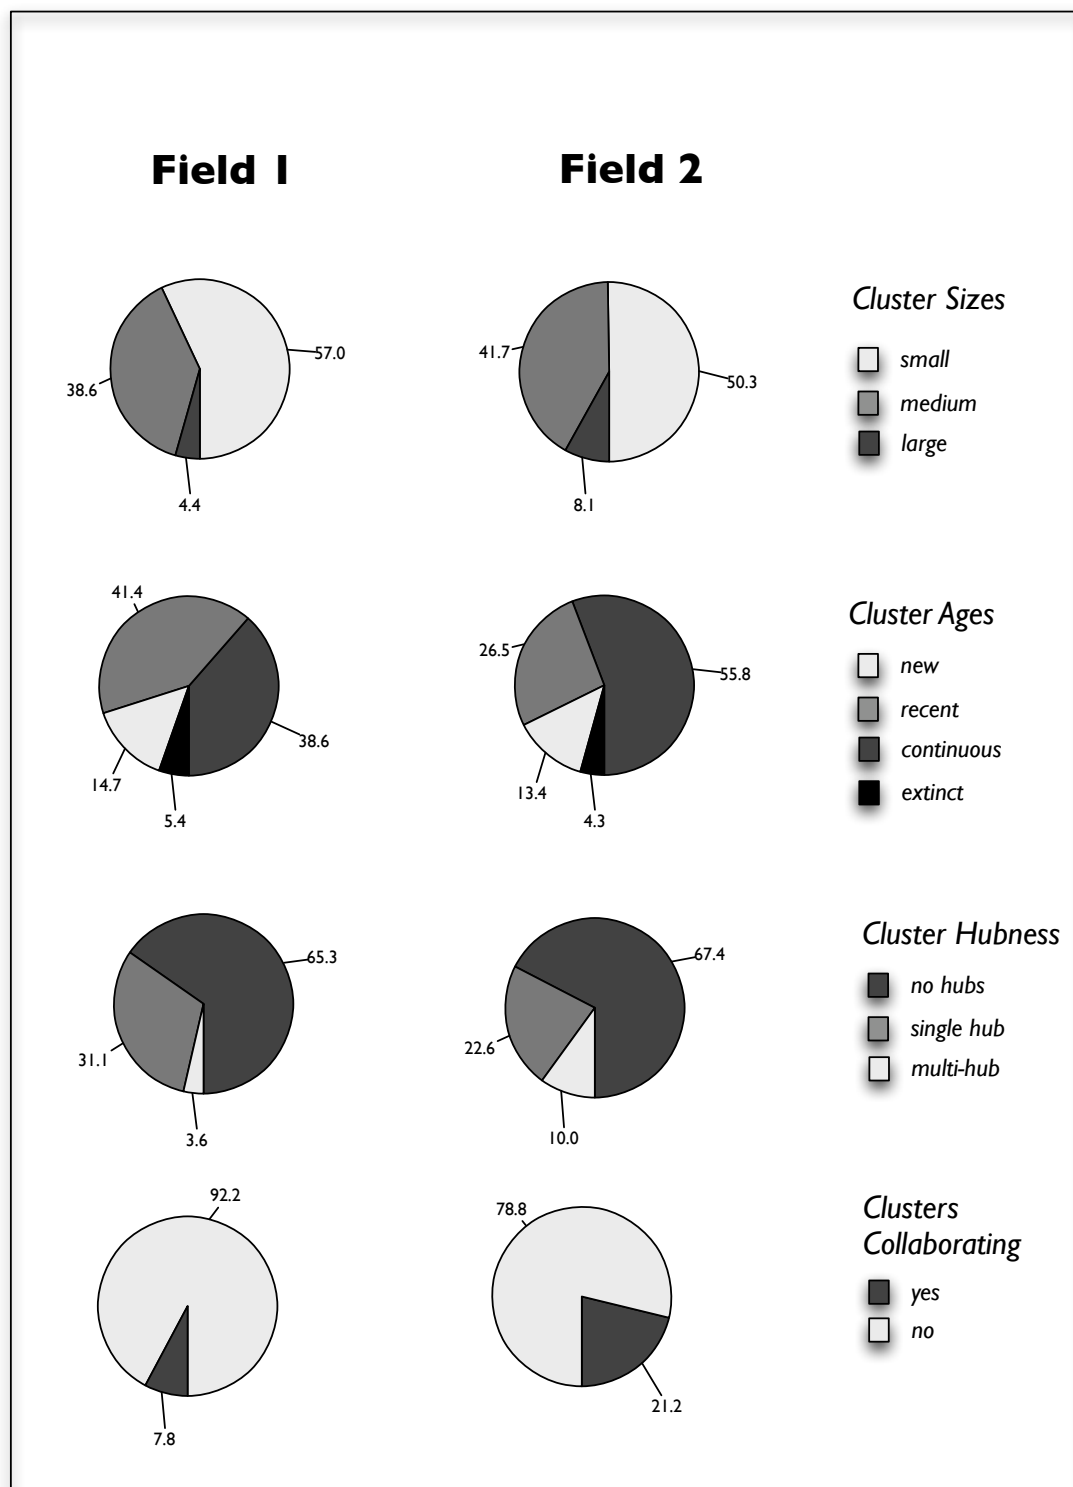 Field 1
Field 2
57.0
38.6
4.4
41.7
50.3
8.1
Cluster Sizes
small
medium
large
41.4
38.6
14.7
5.4
26.5
55.8
13.4
4.3
Cluster Ages
new
recent
continuous
extinct
65.3
31.1
3.6
67.4
22.6
10.0
Cluster Hubness
no hubs
single hub
multi-hub
92.2
7.8
78.8
21.2
Clusters
Collaborating
yes
no